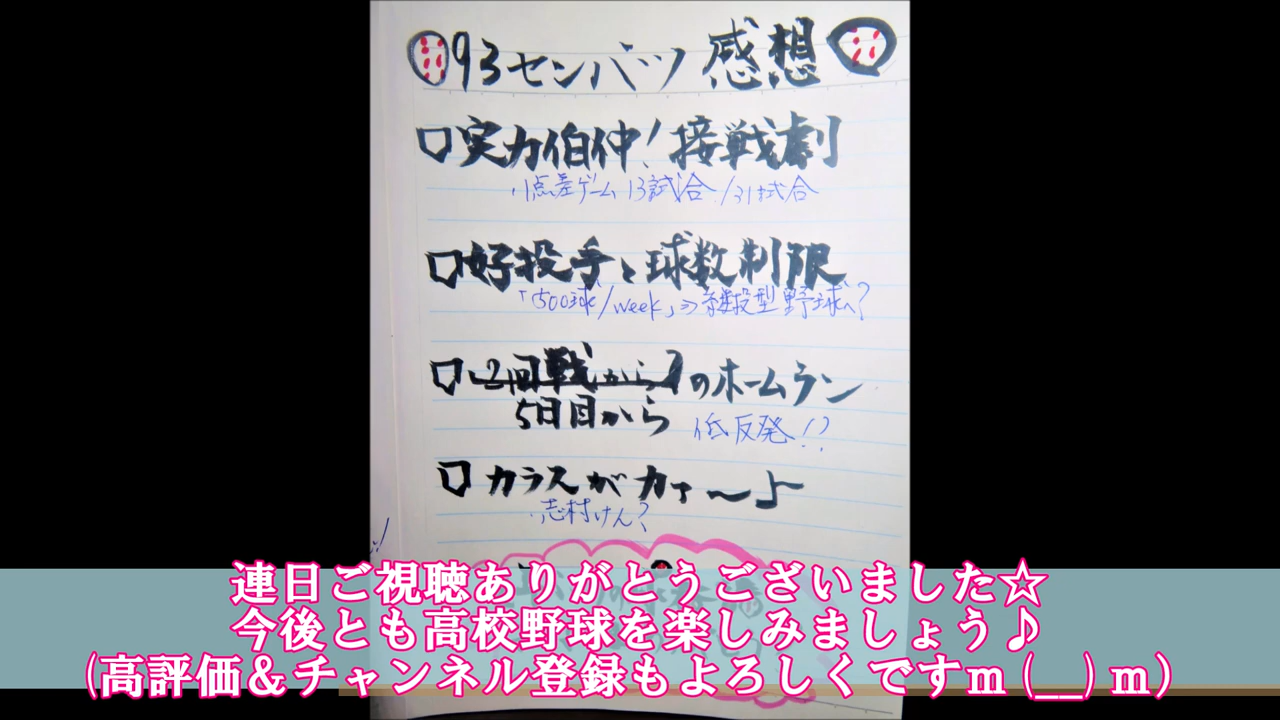 93センバツ 感想
□実力伯仲!接戦劇
1点差ゲーム 13試合/31試合
□好投手と球数制限
「500球/week」⇒継投型野球へ?
□2回戦から?のホームラン
5日目から
低反発!?
□カラスがカァ〜♪
志村けん?
連日ご視聴ありがとうございました☆
今後とも高校野球を楽しみましょう♪
(高評価&チャンネル登録もよろしくですm(__)m)